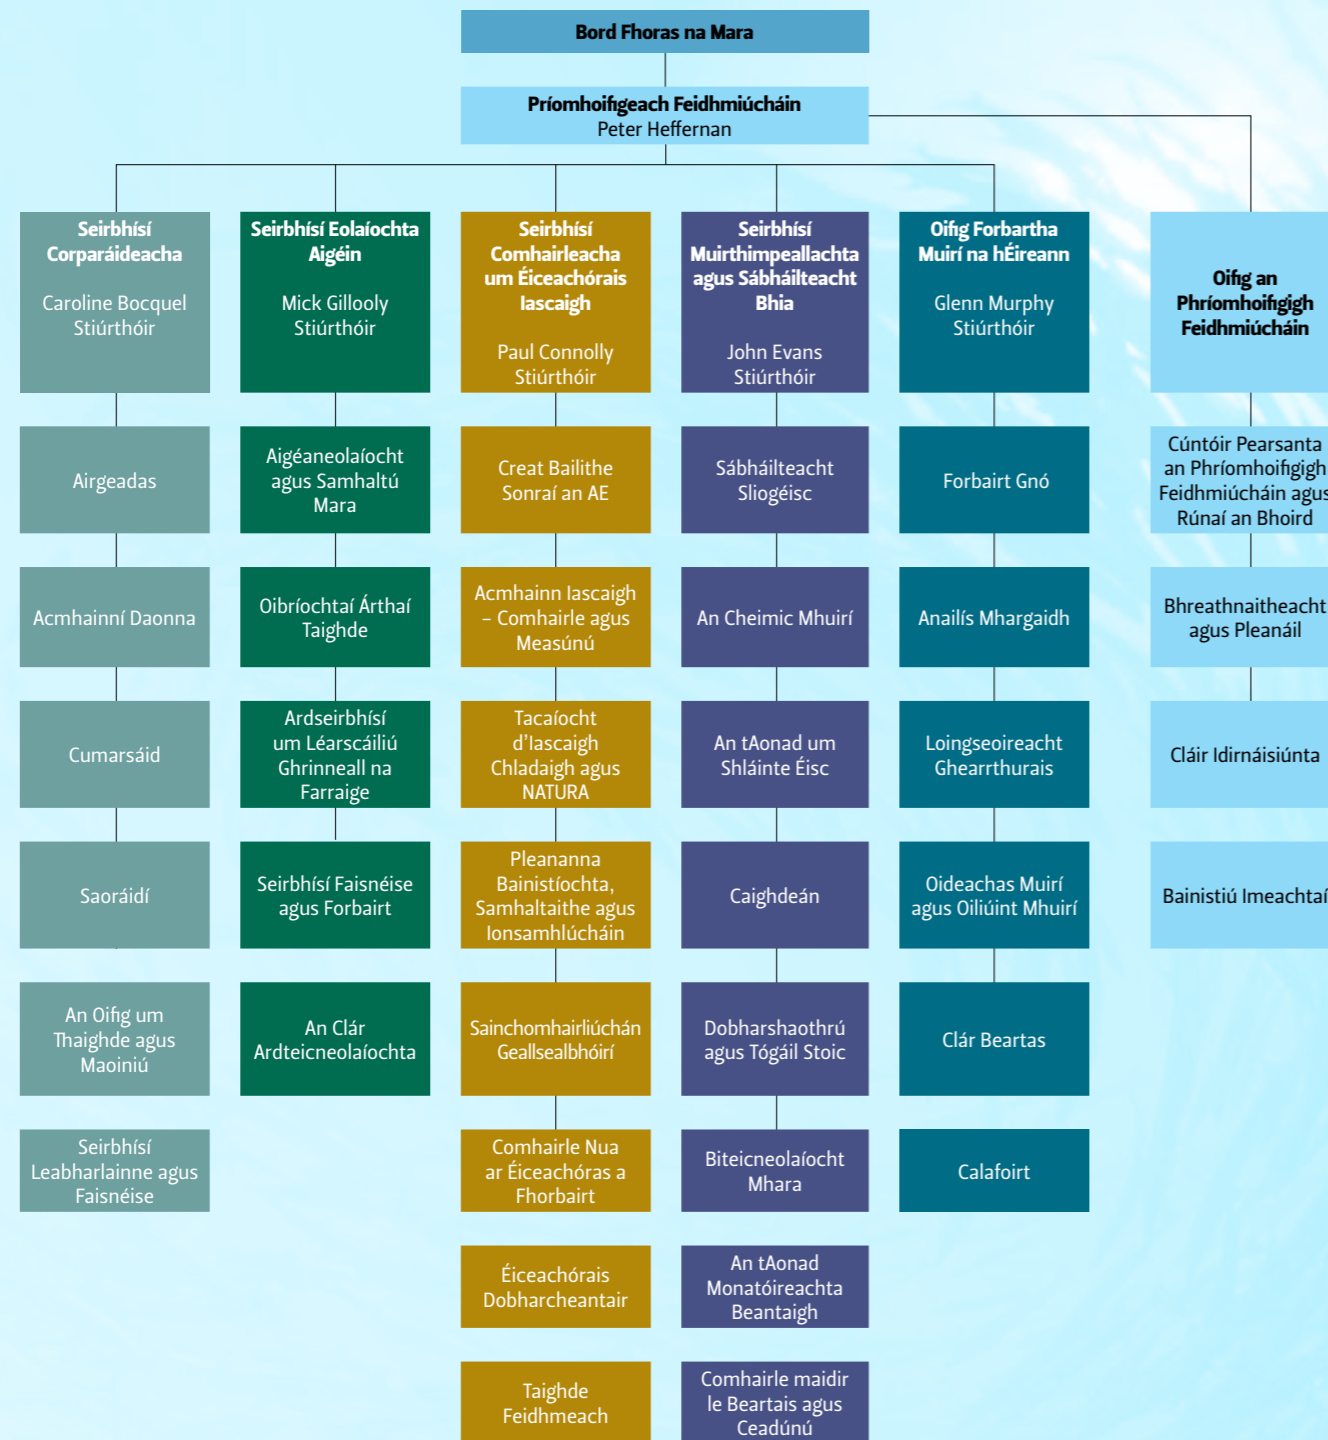 Bord Fhoras na Mara
Príomhoifigeach Feidhmiúcháin
Peter Heffernan
Seirbhísí
Corparáideacha
Caroline Bocquel
Stiúrthóir
Airgeadas
Acmhainní Daonna
Cumarsáid
Saoráidí
An Oifig um
Thaighde agus
Maoiniú
Seirbhísí
Leabharlainne agus
Faisnéise
Seirbhísí Eolaíochta
Aigéin
Mick Gillooly
Stiúrthóir
Aigéaneolaíocht
agus Samhaltú
Mara
Oibríochtaí Árthaí
Taighde
Ardseirbhísí
um Léarscáiliú
Ghrinneall na
Farraige
Seirbhísí Faisnéise
agus Forbairt
An Clár
Ardteicneolaíochta
Seirbhísí
Comhairleacha
um Éiceachórais
Iascaigh
Paul Connolly
Stiúrthóir
Creat Bailithe
Sonraí an AE
Acmhainn Iascaigh
– Comhairle agus
Measúnú
Tacaíocht
d'Iascaigh
Chladaigh agus
NATURA
Pleananna
Bainistíochta,
Samhaltaithe agus
Ionsamhlúcháin
Sainchomhairliúchán
Geallsealbhóirí
Comhairle Nua
ar Éiceachóras a
Fhorbairt
Éiceachórais
Dobharcheantair
Taighde
Feidhmeach
Seirbhísí
Muirthimpeallachta
agus Sábháilteacht
Bhia
John Evans
Stiúrthóir
Sábháilteacht
Sliogéisc
An Cheimic Mhuirí
An tAonad um
Shláinte Éisc
Caighdeán
Dobharshaothrú
agus Tógáil Stoic
Biteicneolaíocht
Mhara
An tAonad
Monatóireachta
Beantaigh
Comhairle maidir
le Beartais agus
Ceadúnú
Oifig Forbartha
Muirí na hÉireann
Glenn Murphy
Stiúrthóir
Forbairt Gnó
Anailís Mhargaidh
Loingseoireacht
Ghearrthurais
Oideachas Muirí
agus Oiliúint Mhuirí
Clár Beartas
Calafoirt
Oifig an
Phríomhoifigigh
Feidhmiúcháin
Cúntóir Pearsanta
an Phríomhoifigigh
Feidhmiúcháin agus
Rúnaí an Bhoird
Bhreathnaitheacht
agus Pleanáil
Cláir Idirnáisiúnta
Bainistiú Imeachtaí